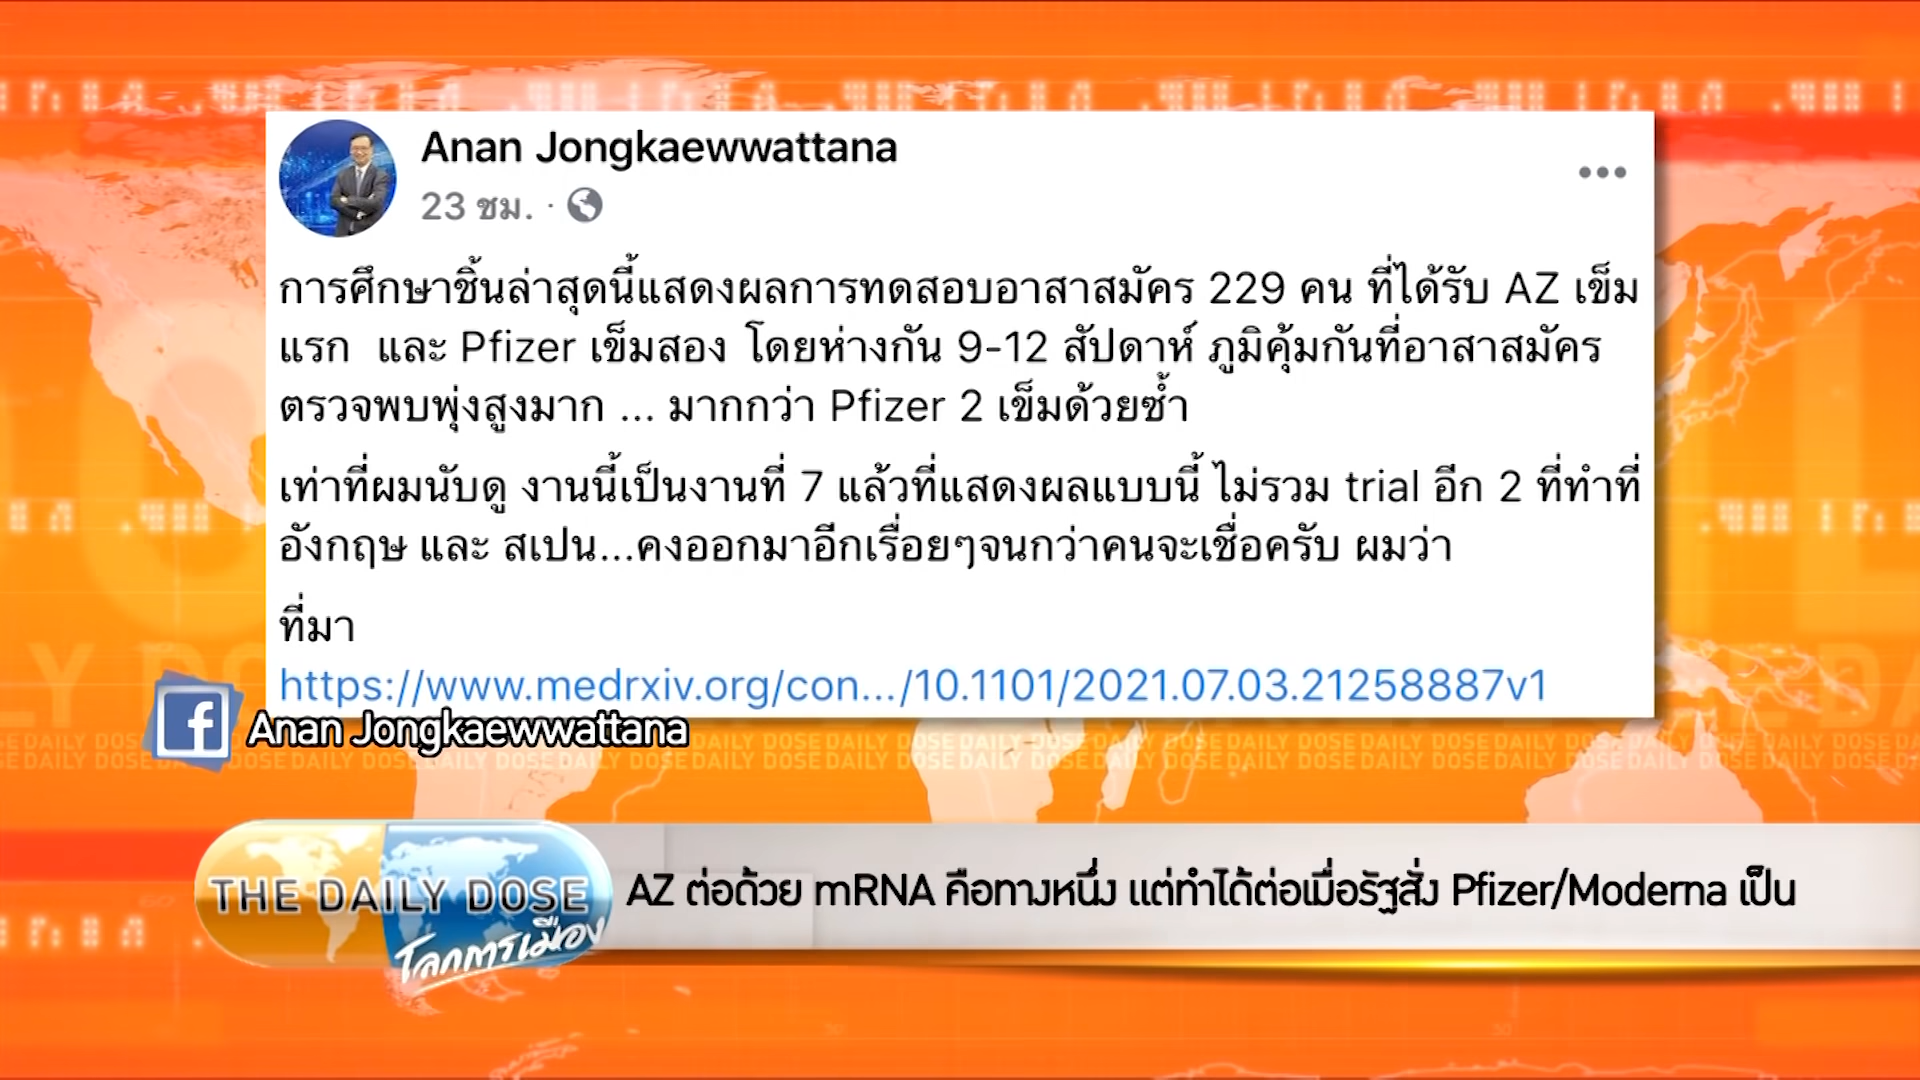 Anan Jongkaewwattana
23 ชม. ·
การศึกษาชิ้นล่าสุดนี้แสดงผลการทดสอบอาสาสมัคร 229 คน ที่ได้รับ AZ เข็ม
แรก และ Pfizer เข็มสอง โดยห่างกัน 9-12 สัปดาห์ ภูมิคุ้มกันที่อาสาสมัคร
ตรวจพบพุ่งสูงมาก ... มากกว่า Pfizer 2 เข็มด้วยซ้ำ
เท่าที่ผมนับดู งานนี้เป็นงานที่ 7 แล้วที่แสดงผลแบบนี้ ไม่รวม trial อีก 2 ที่ทำที่
อังกฤษ และ สเปน...คงออกมาอีกเรื่อยๆจนกว่าคนจะเชื่อครับ ผมว่า
ที่มา
https://www.medrxiv.org/con.../10.1101/2021.07.03.21258887v1
Anan Jongkaewwattana
THE DAILY DOSE
โลกการเมือง
AZ ต่อด้วย mRNA คือทางหนึ่ง แต่ทำได้ต่อเมื่อรัฐสั่ง Pfizer/Moderna เป็น